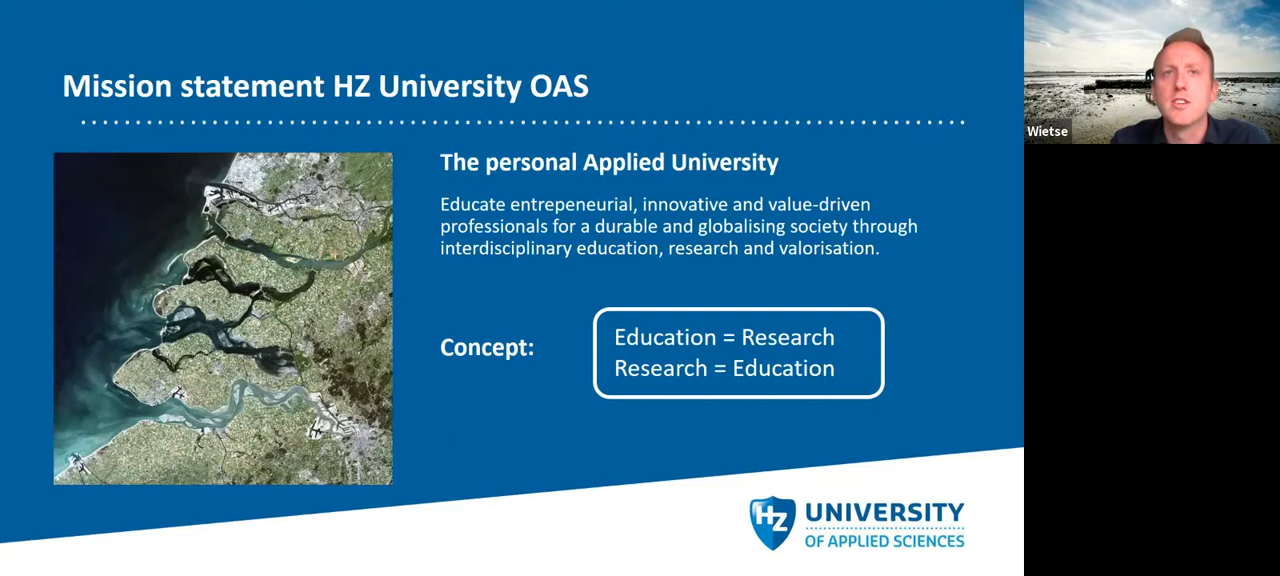 Mission statement HZ University OAS
The personal Applied University
Educate entrepeneurial, innovative and value-driven
professionals for a durable and globalising society through
interdisciplinary education, research and valorisation.
Concept:
Education = Research
Research = Education
HZ UNIVERSITY
OF APPLIED SCIENCES
Wietse